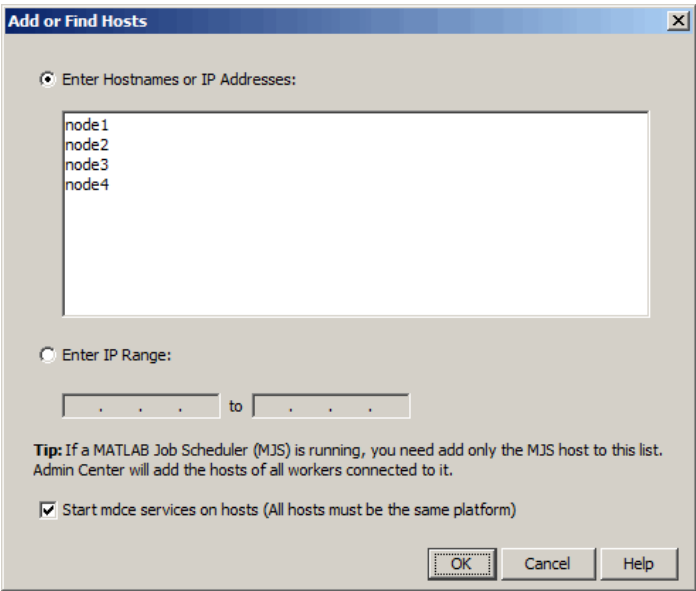 Add or Find Hosts
Enter Hostnames or IP Addresses:
node1
node2
node3
node4
Enter IP Range:
. . . to . . .
Tip: If a MATLAB Job Scheduler (MJS) is running, you need add only the MJS host to this list.
Admin Center will add the hosts of all workers connected to it.
Start mdce services on hosts (All hosts must be the same platform)
OK Cancel Help